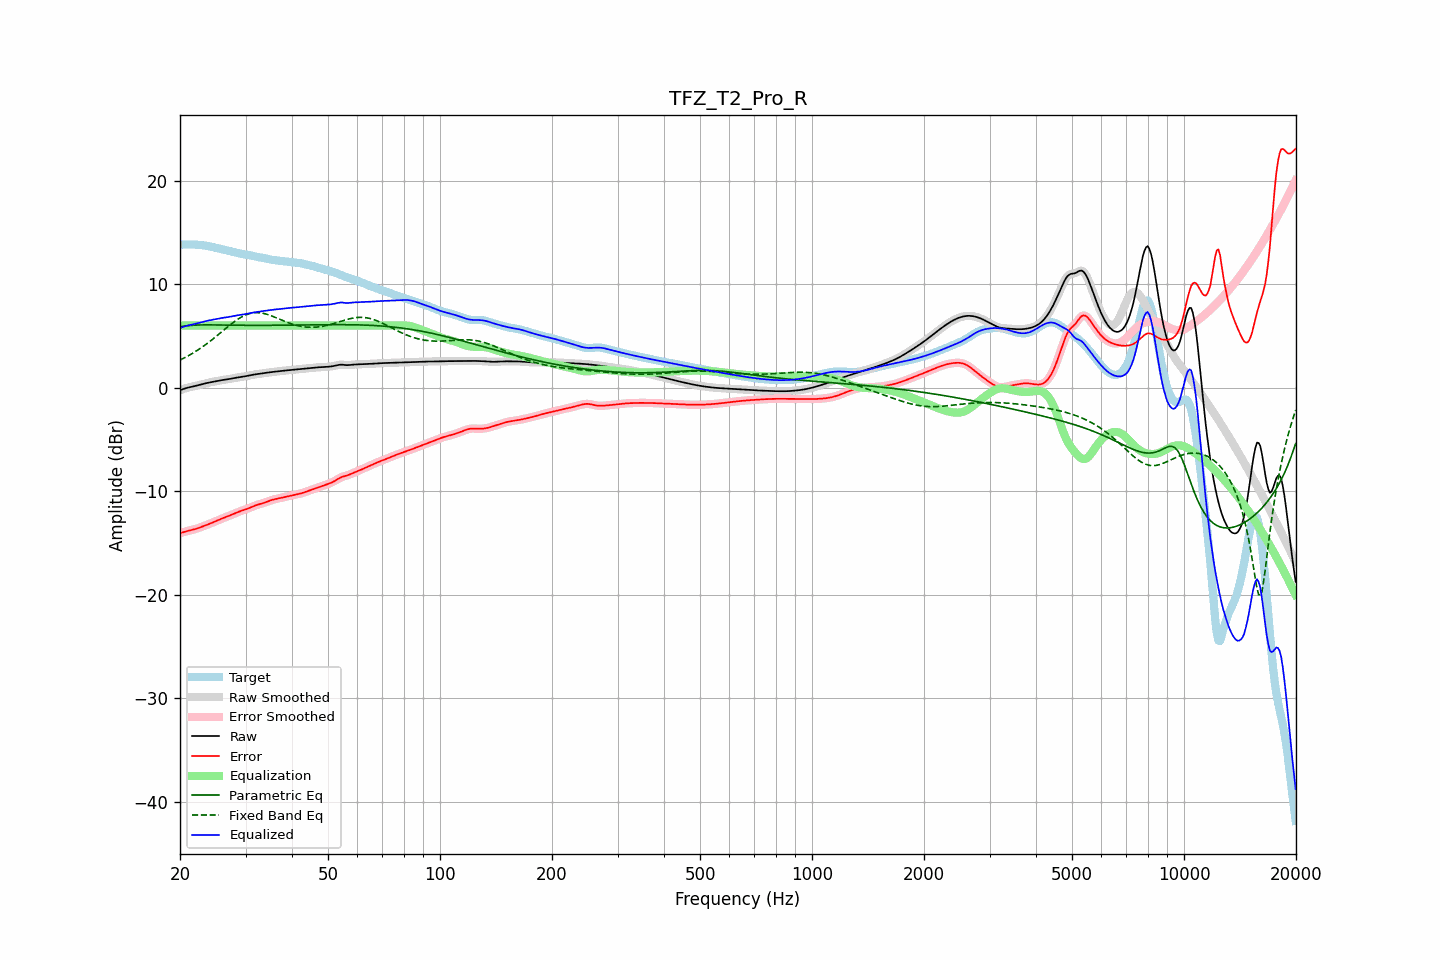 TFZ_T2_Pro_R
Amplitude (dBr)
20
10
0
−10
−20
−30
−40
Target
Raw Smoothed
Error Smoothed
Raw
Error
Equalization
Parametric Eq
Fixed Band Eq
Equalized
20 50 100 200 500 1000 2000 5000 10000 20000
Frequency (Hz)